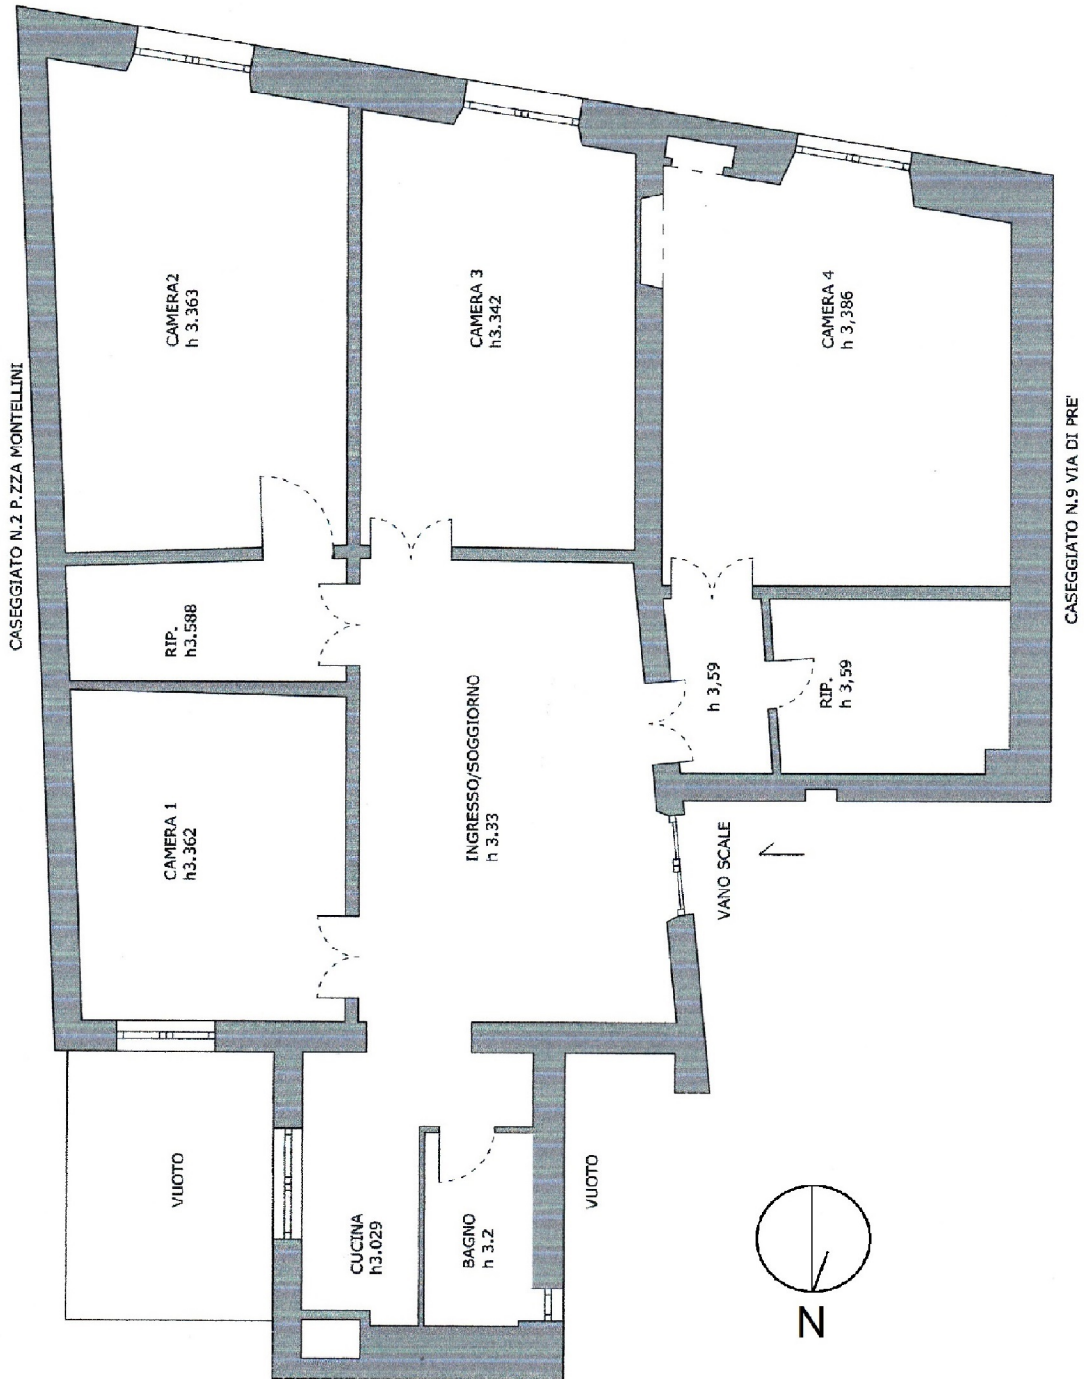 CASEGGIATO N.2 P.ZZA MONTELLINI
CAMERA2
h 3.363
CAMERA 3
h3.342
CAMERA 4
h 3,386
RIP.
h3.588
CAMERA 1
h3.362
INGRESSO/SOGGIORNO
h 3.33
h 3,59
RIP.
h 3,59
VANO SCALE
CASEGGIATO N.9 VIA DI PRE'
VUOTO
CUCINA
h3.029
BAGNO
h 3.2
VUOTO
N